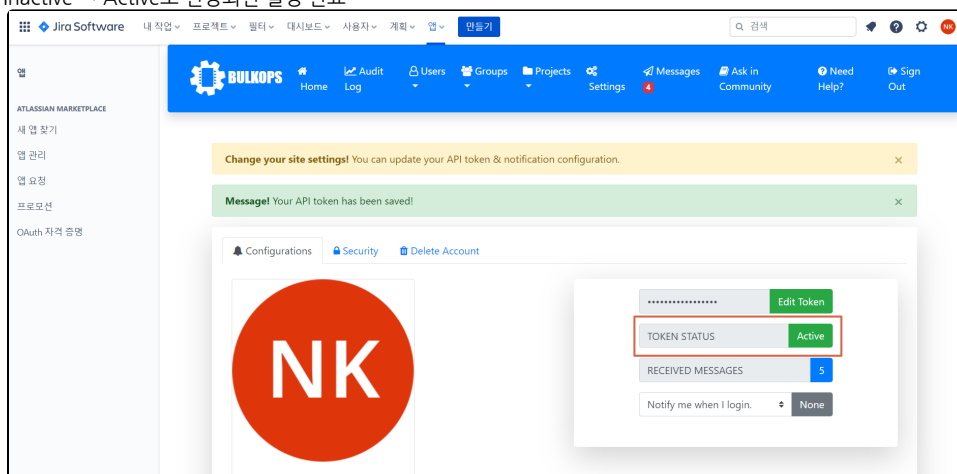 Inactive → Active로 변경되면 설정 완료
Jira Software 내 작업 프로젝트 필터 대시보드 사용자 계획 앱 만들기 검색 NK
앱
ATLASSIAN MARKETPLACE
새 앱 찾기
앱 관리
앱 요청
프로모션
OAuth 자격 증명
BULKOPS Home Audit Log Users Groups Projects Settings Messages 4 Ask in Community Need Help? Sign Out
Change your site settings! You can update your API token & notification configuration. ×
Message! Your API token has been saved! ×
Configurations Security Delete Account
NK
••••••••••••••••• Edit Token
TOKEN STATUS Active
RECEIVED MESSAGES 5
Notify me when I login. None